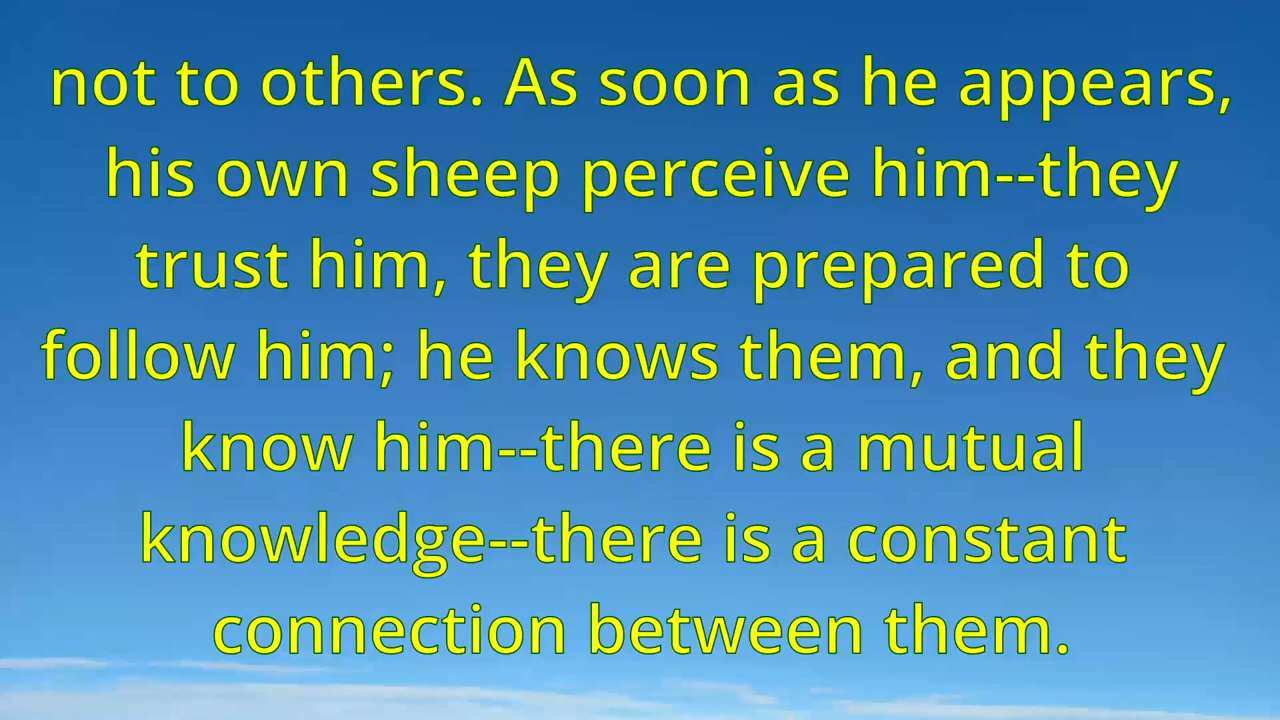 not to others. As soon as he appears,
his own sheep perceive him--they
trust him, they are prepared to
follow him; he knows them, and they
know him--there is a mutual
knowledge--there is a constant
connection between them.